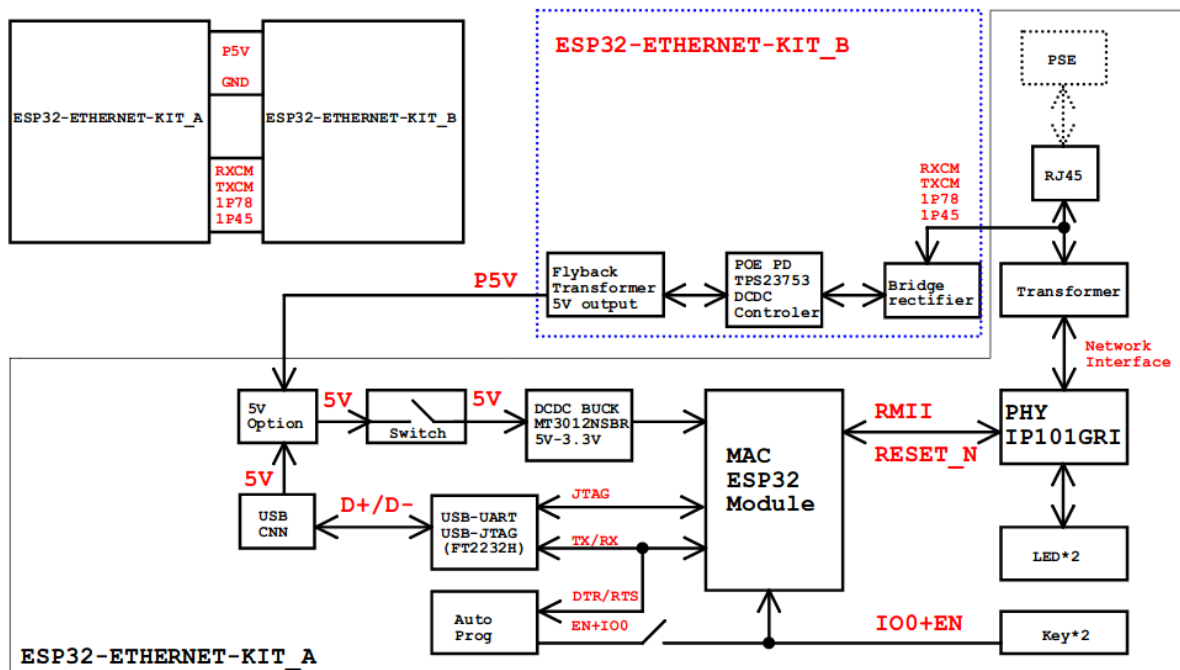 ESP32-ETHERNET-KIT_A
P5V
GND
RXCM
TXCM
1P78
1P45
ESP32-ETHERNET-KIT_B
ESP32-ETHERNET-KIT_B
PSE
RJ45
RXCM
TXCM
1P78
1P45
P5V
Flyback
Transformer
5V output
POE PD
TPS23753
DCDC
Controler
Bridge
rectifier
Transformer
Network
Interface
5V
Option
5V
Switch
5V
DCDC BUCK
MT3012NSBR
5V-3.3V
MAC
ESP32
Module
RMII
RESET_N
PHY
IP101GRI
5V
USB
CNN
D+/D-
USB-UART
USB-JTAG
(FT2232H)
JTAG
TX/RX
LED*2
DTR/RTS
Auto
Prog
EN+IO0
IO0+EN
Key*2
ESP32-ETHERNET-KIT_A